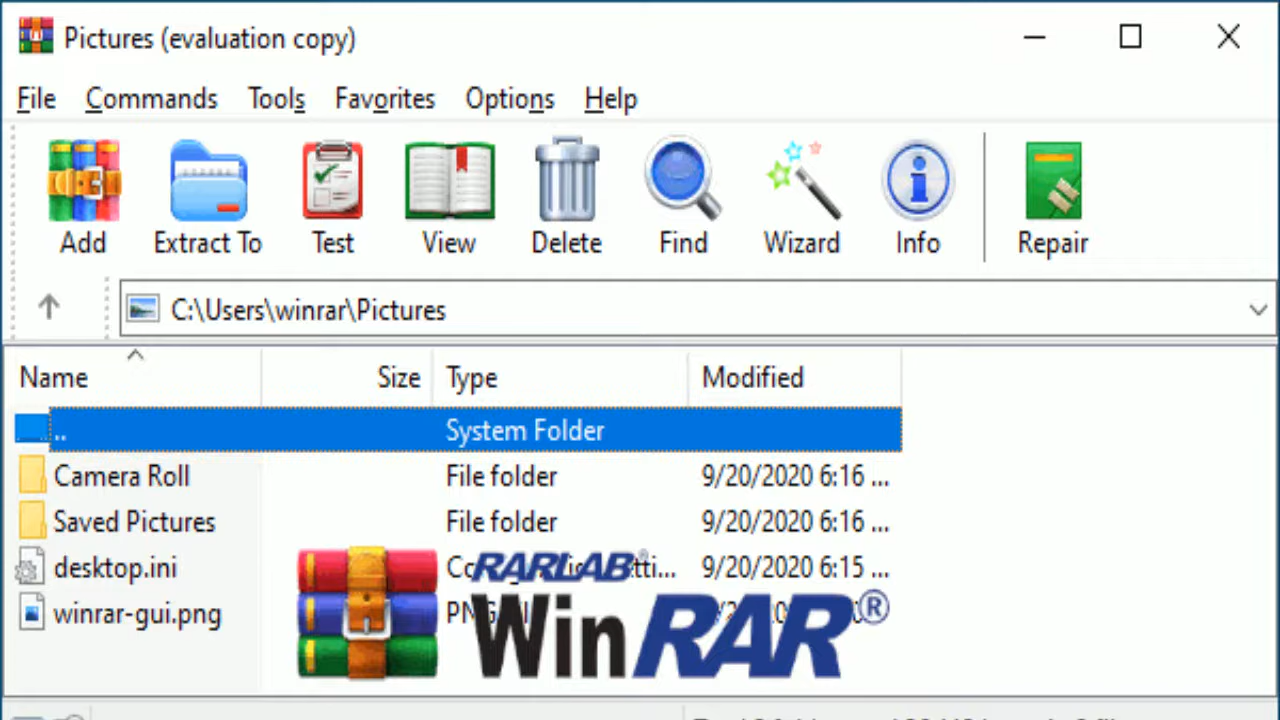 Pictures (evaluation copy)
File Commands Tools Favorites Options Help
Add Extract To Test View Delete Find Wizard Info Repair
C:\Users\winrar\Pictures
Name Size Type Modified
.. System Folder
Camera Roll File folder 9/20/2020 6:16 ...
Saved Pictures File folder 9/20/2020 6:16 ...
desktop.ini 9/20/2020 6:15 ...
RARLAB®
winrar-gui.png
WinRAR®